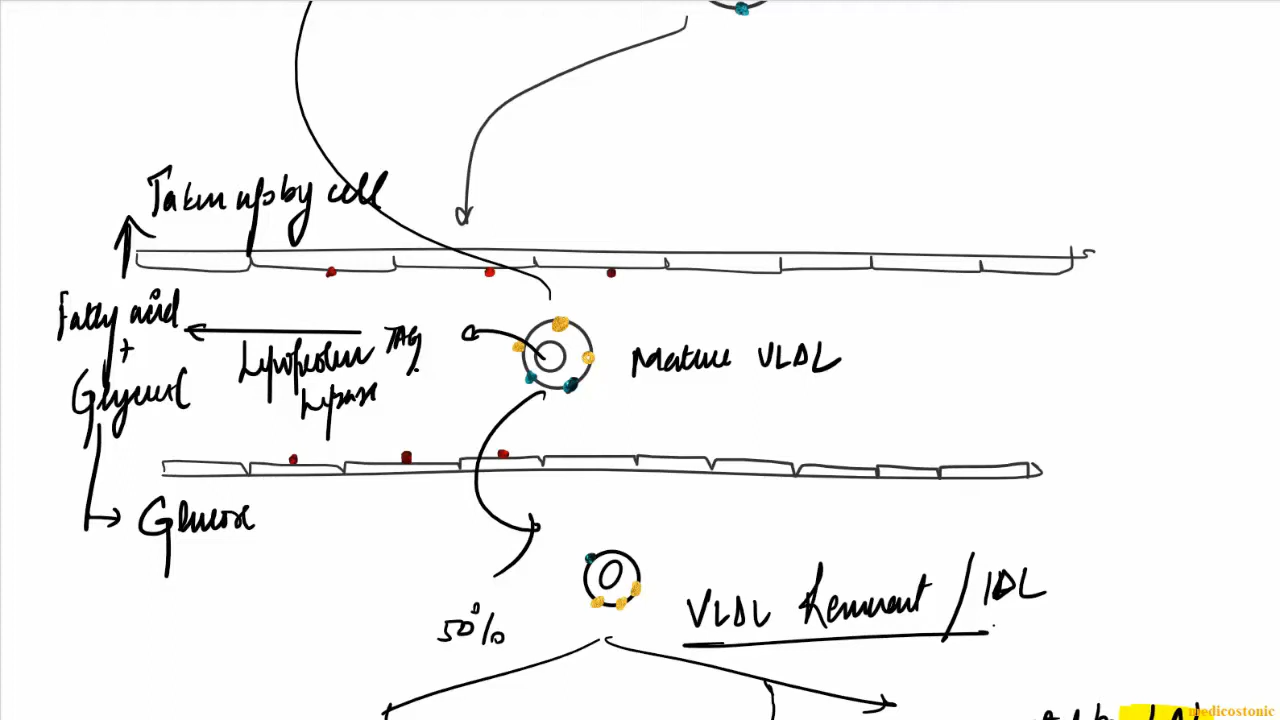 Taken up by cell
Fatty acid
+
Glycerol
Lipoprotein
Lipase
TAG
Mature VLDL
Glucose
50%
VLDL Remnant / IDL
medicostonic